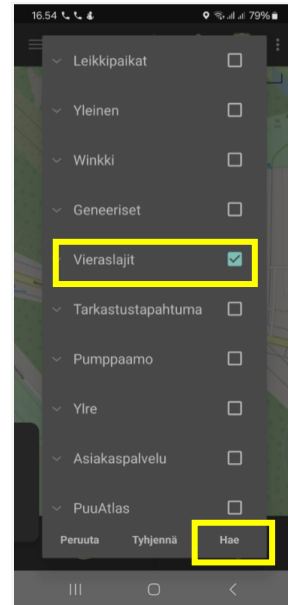 16.54 79%
Leikkipaikat
Yleinen
Winkki
Geneeriset
Vieraslajit
Tarkastustapahtuma
Pumppaamo
Ylre
Asiakaspalvelu
PuuAtlas
Peruuta Tyhjennä Hae